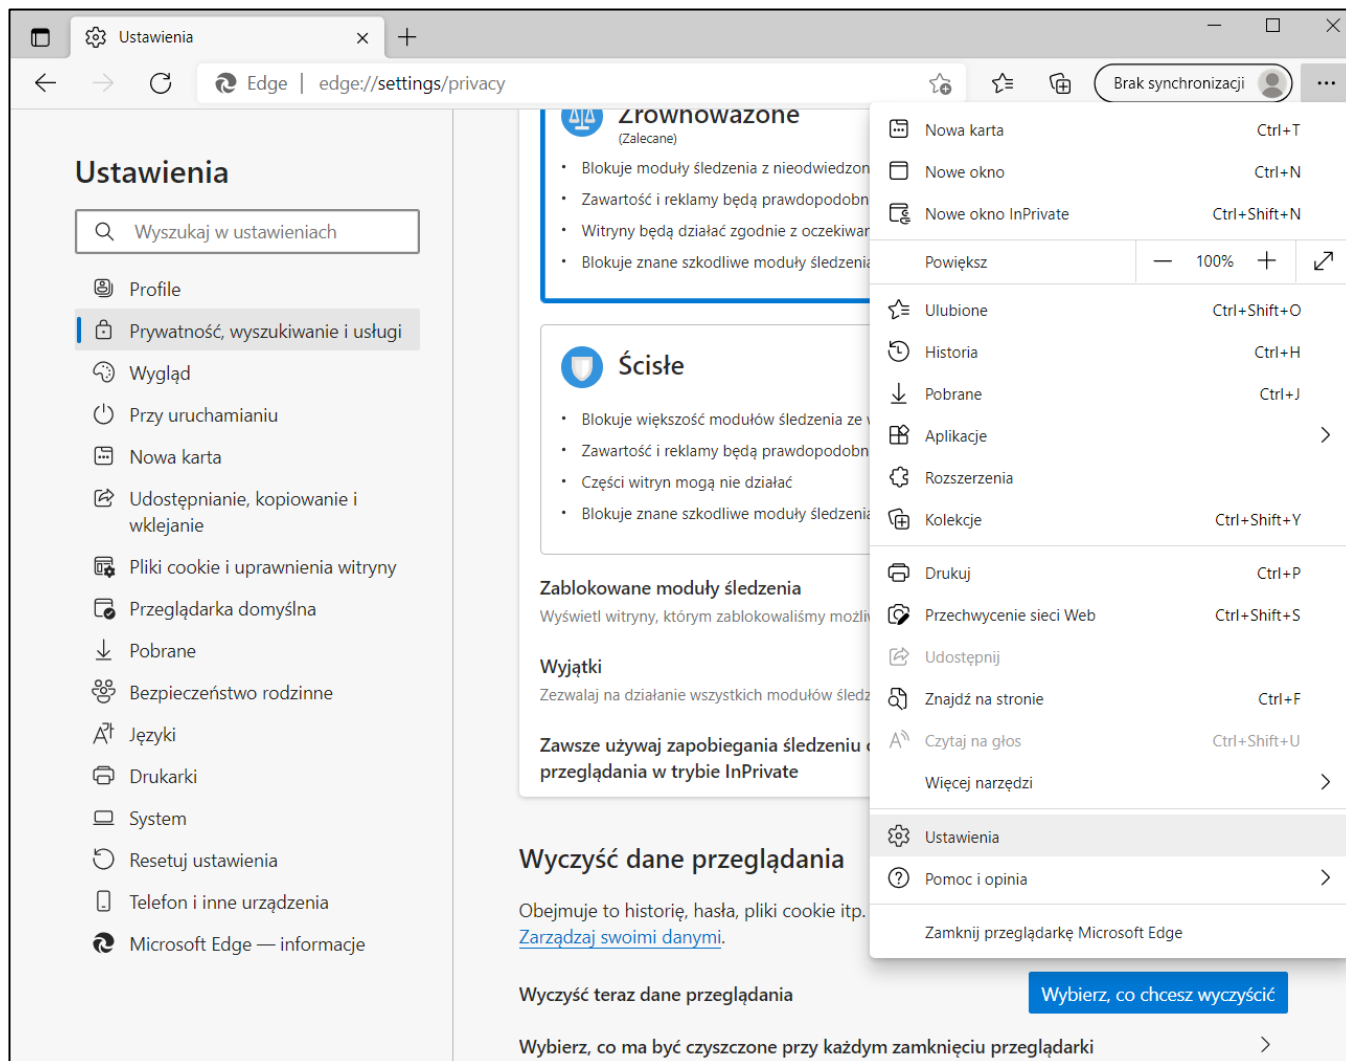 Ustawienia
Edge | edge://settings/privacy
Brak synchronizacji
Ustawienia
Wyszukaj w ustawieniach
Profile
Prywatność, wyszukiwanie i usługi
Wygląd
Przy uruchamianiu
Nowa karta
Udostępnianie, kopiowanie i
wklejanie
Pliki cookie i uprawnienia witryny
Przeglądarka domyślna
Pobrane
Bezpieczeństwo rodzinne
Języki
Drukarki
System
Resetuj ustawienia
Telefon i inne urządzenia
Microsoft Edge — informacje
Zrównoważone
(Zalecane)
• Blokuje moduły śledzenia z nieodwiedzon
• Zawartość i reklamy będą prawdopodobn
• Witryny będą działać zgodnie z oczekiwar
• Blokuje znane szkodliwe moduły śledzenia
Ścisłe
• Blokuje większość modułów śledzenia ze
• Zawartość i reklamy będą prawdopodobn
• Części witryn mogą nie działać
• Blokuje znane szkodliwe moduły śledzenia
Zablokowane moduły śledzenia
Wyświetl witryny, którym zablokowaliśmy możliw
Wyjątki
Zezwalaj na działanie wszystkich modułów śledz
Zawsze używaj zapobiegania śledzeniu
przeglądania w trybie InPrivate
Wyczyść dane przeglądania
Obejmuje to historię, hasła, pliki cookie itp.
Zarządzaj swoimi danymi.
Wyczyść teraz dane przeglądania
Wybierz, co chcesz wyczyścić
Wybierz, co ma być czyszczone przy każdym zamknięciu przeglądarki
Nowa karta Ctrl+T
Nowe okno Ctrl+N
Nowe okno InPrivate Ctrl+Shift+N
Powiększ — 100% +
Ulubione Ctrl+Shift+O
Historia Ctrl+H
Pobrane Ctrl+J
Aplikacje
Rozszerzenia
Kolekcje Ctrl+Shift+Y
Drukuj Ctrl+P
Przechwycenie sieci Web Ctrl+Shift+S
Udostępnij
Znajdź na stronie Ctrl+F
Czytaj na głos Ctrl+Shift+U
Więcej narzędzi
Ustawienia
Pomoc i opinia
Zamknij przeglądarkę Microsoft Edge